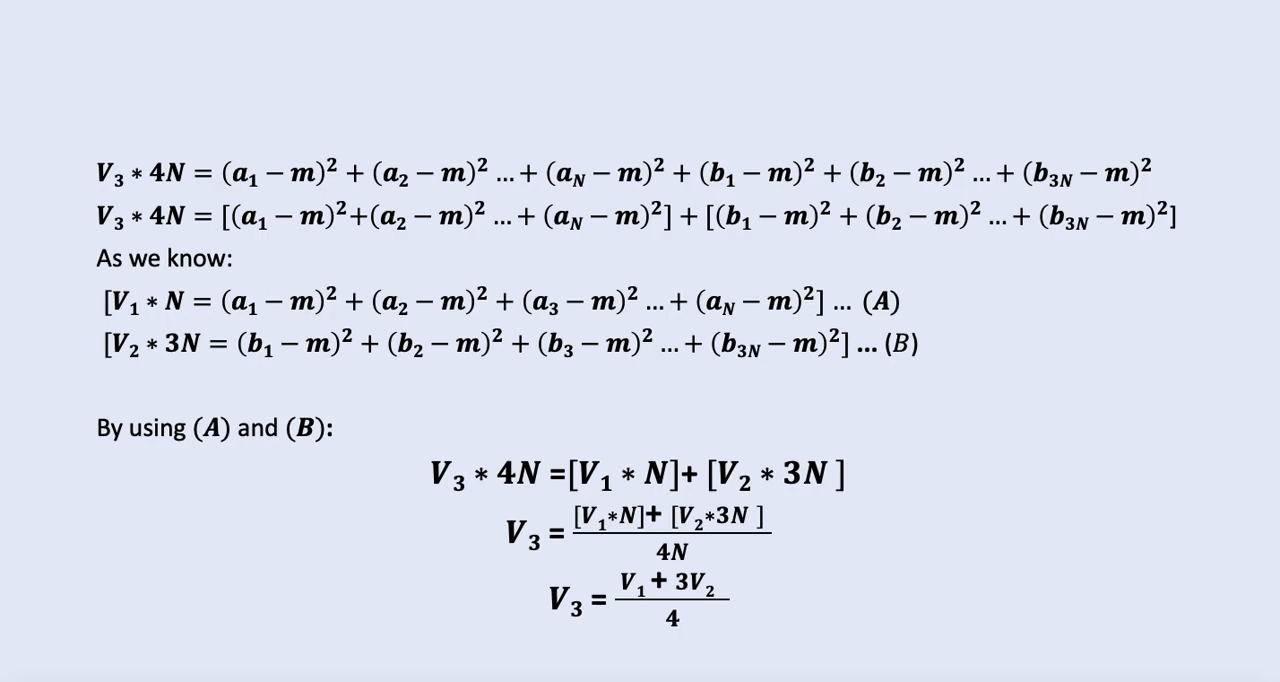 V₃ * 4N = (a₁ − m)² + (a₂ − m)² … + (a_N − m)² + (b₁ − m)² + (b₂ − m)² … + (b₃N − m)²
V₃ * 4N = [(a₁ − m)²+(a₂ − m)² … + (a_N − m)²] + [(b₁ − m)² + (b₂ − m)² … + (b₃N − m)²]
As we know:
[V₁ * N = (a₁ − m)² + (a₂ − m)² + (a₃ − m)² … + (a_N − m)²] … (A)
[V₂ * 3N = (b₁ − m)² + (b₂ − m)² + (b₃ − m)² … + (b₃N − m)²] … (B)
By using (A) and (B):
V₃ * 4N =[V₁ * N]+ [V₂ * 3N ]
V₃ = [V₁*N]+ [V₂*3N ] / 4N
V₃ = V₁ + 3V₂ / 4